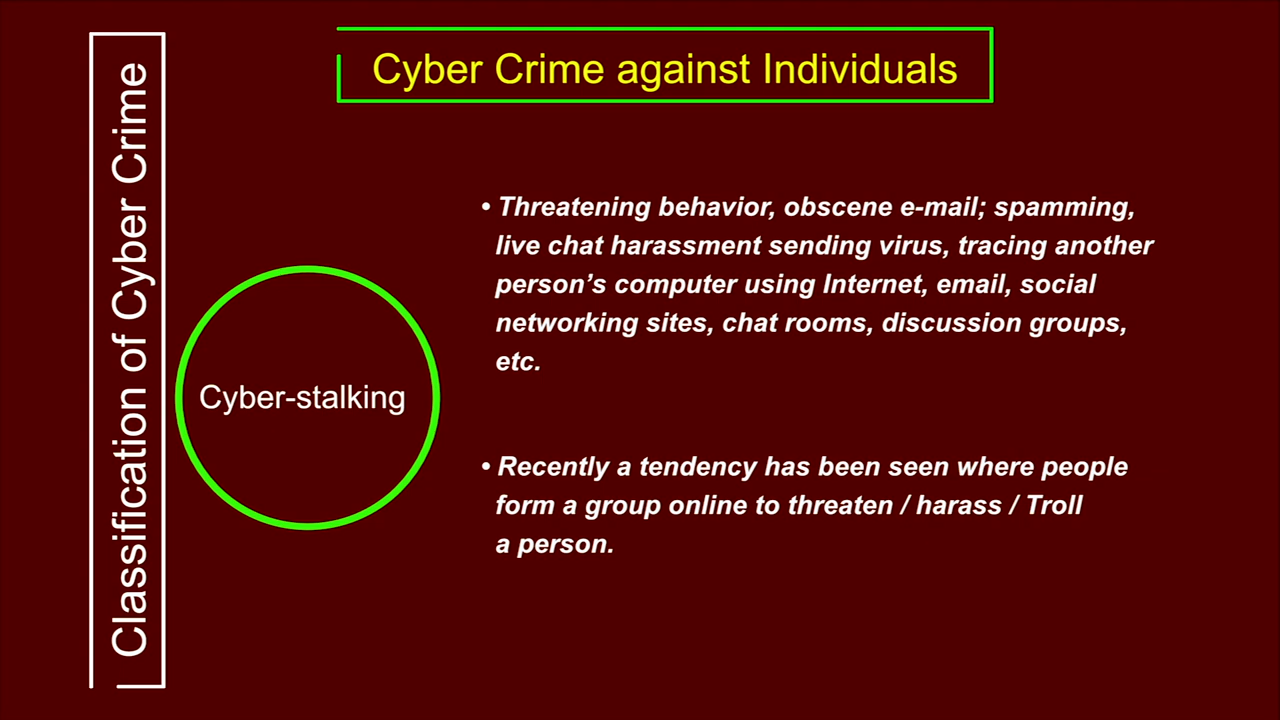 Cyber Crime against Individuals
Classification of Cyber Crime
Cyber-stalking
• Threatening behavior, obscene e-mail; spamming,
live chat harassment sending virus, tracing another
person’s computer using Internet, email, social
networking sites, chat rooms, discussion groups,
etc.
• Recently a tendency has been seen where people
form a group online to threaten / harass / Troll
a person.